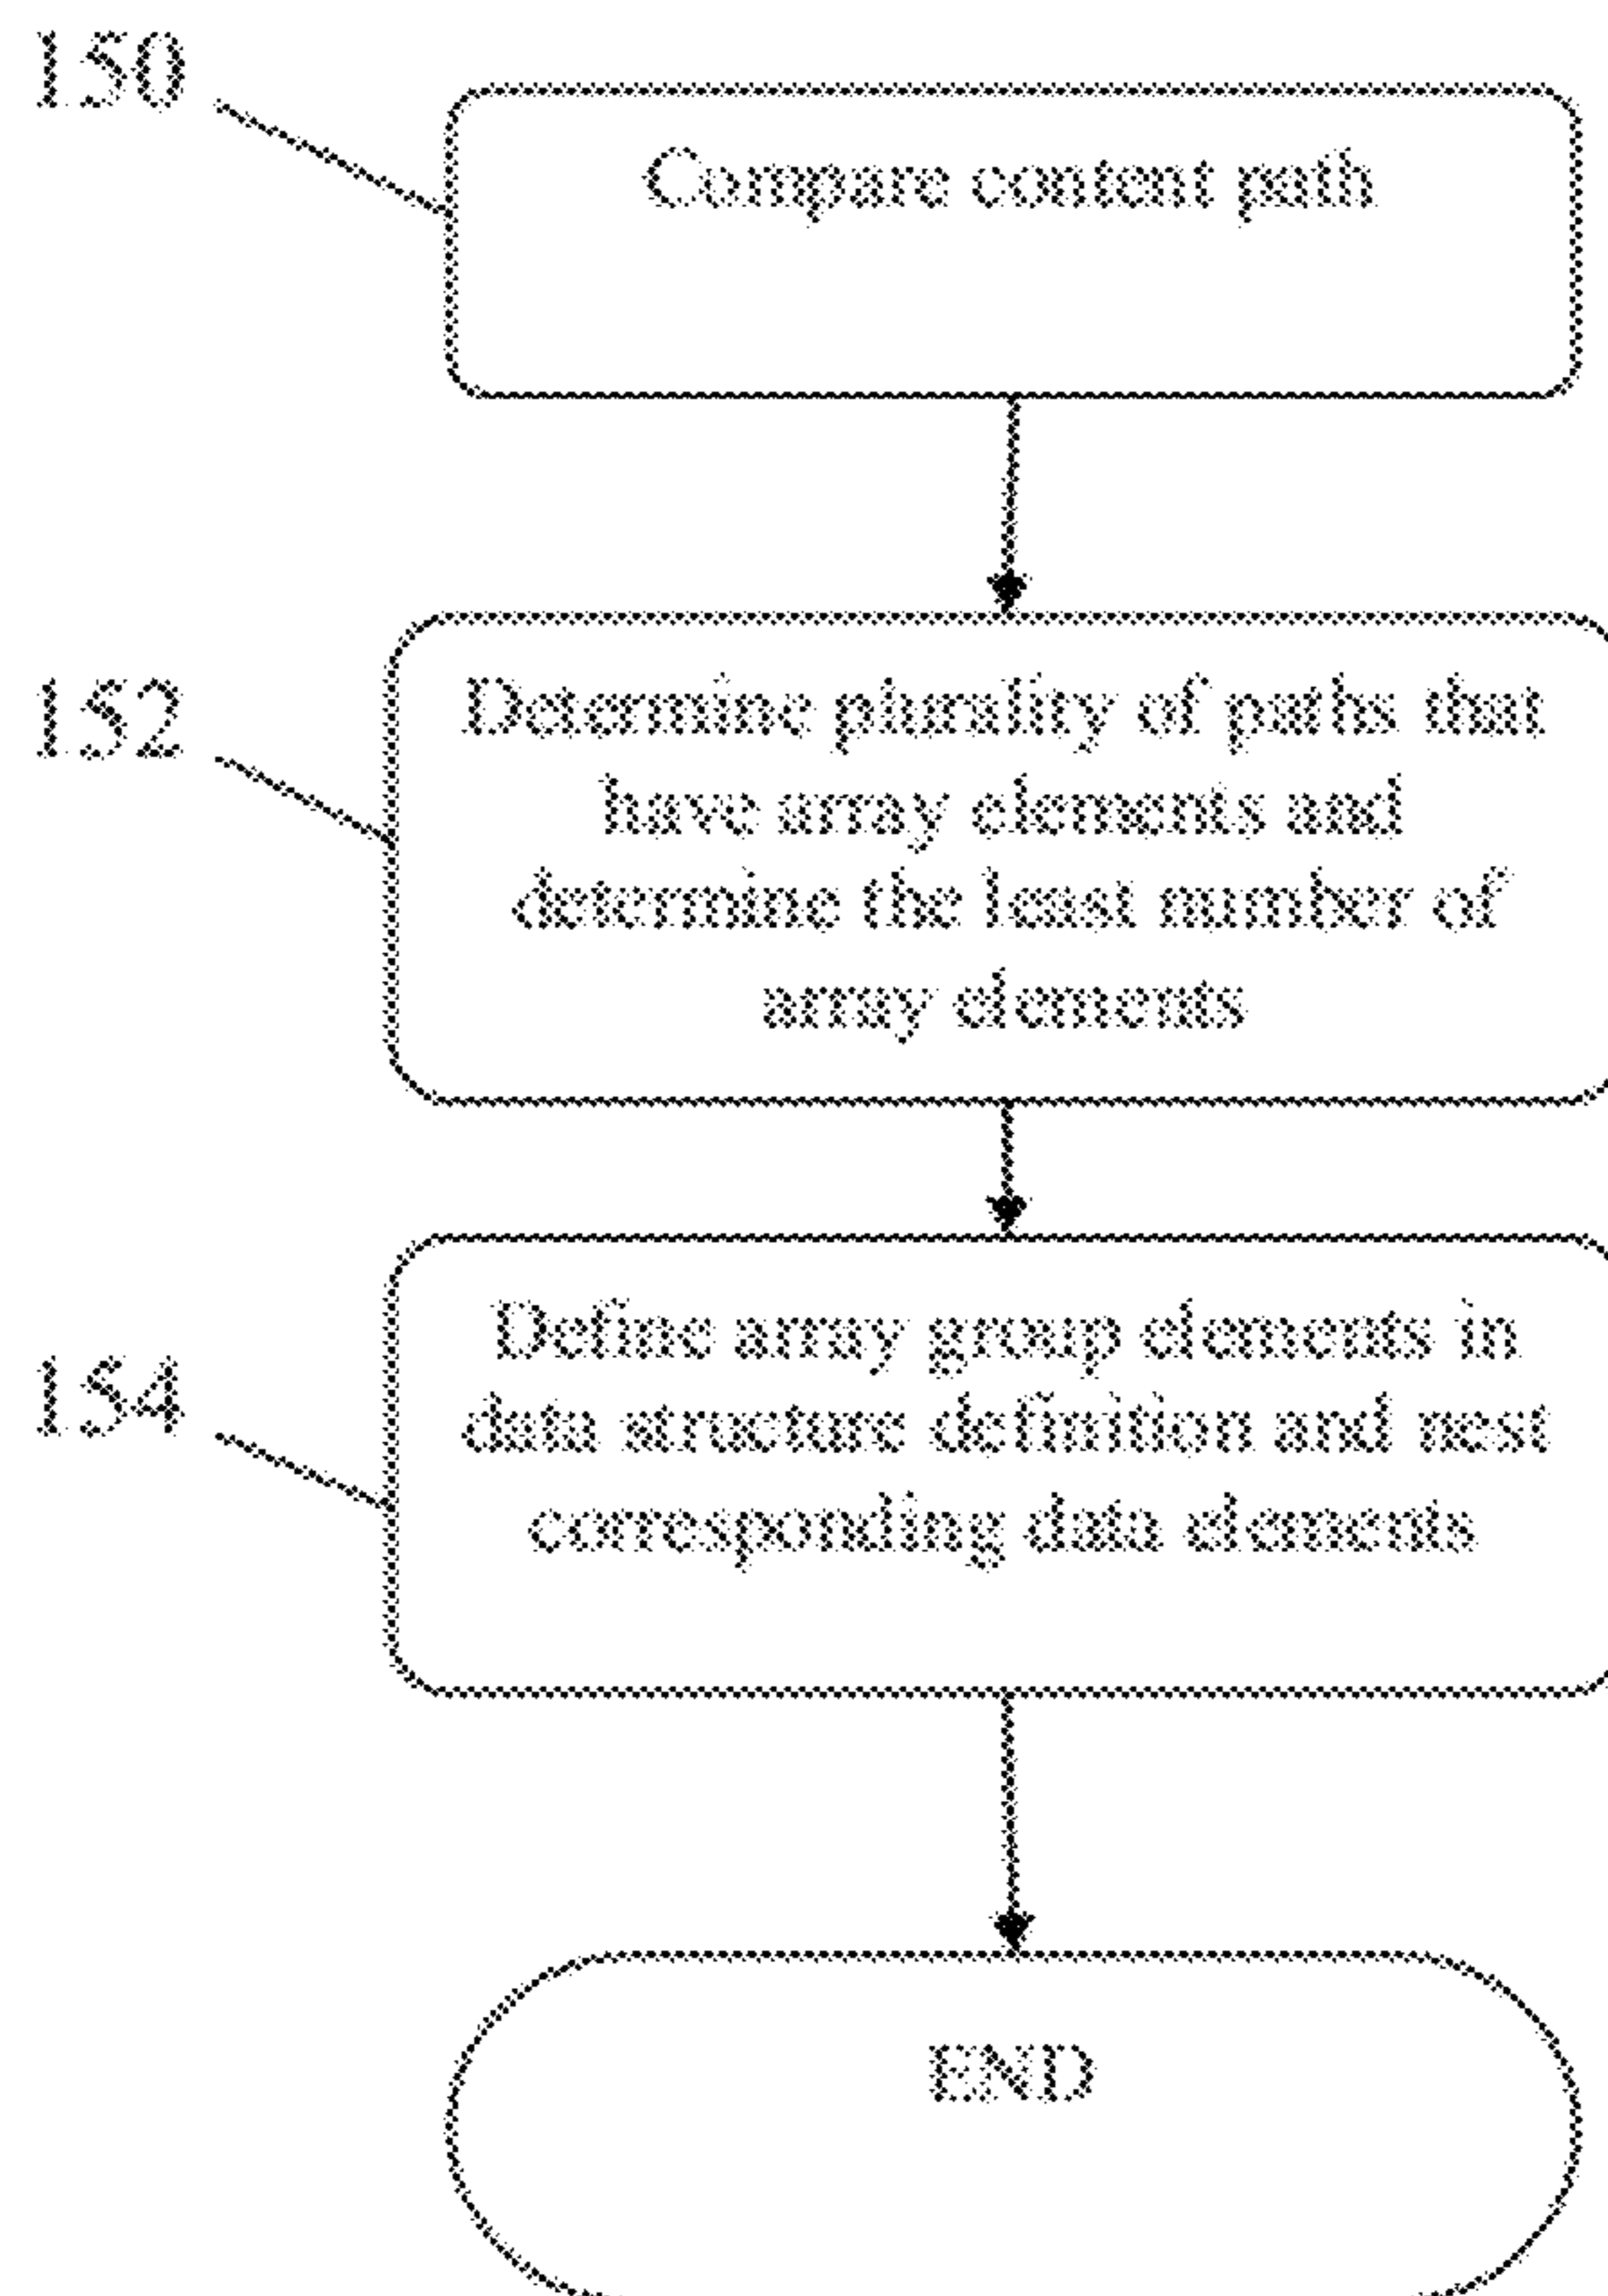 150
Compare content path
152
Determine plurality of paths that
have array elements and
determine the least number of
array elements
154
Define array group elements in
data structure definition and nest
corresponding data elements
END